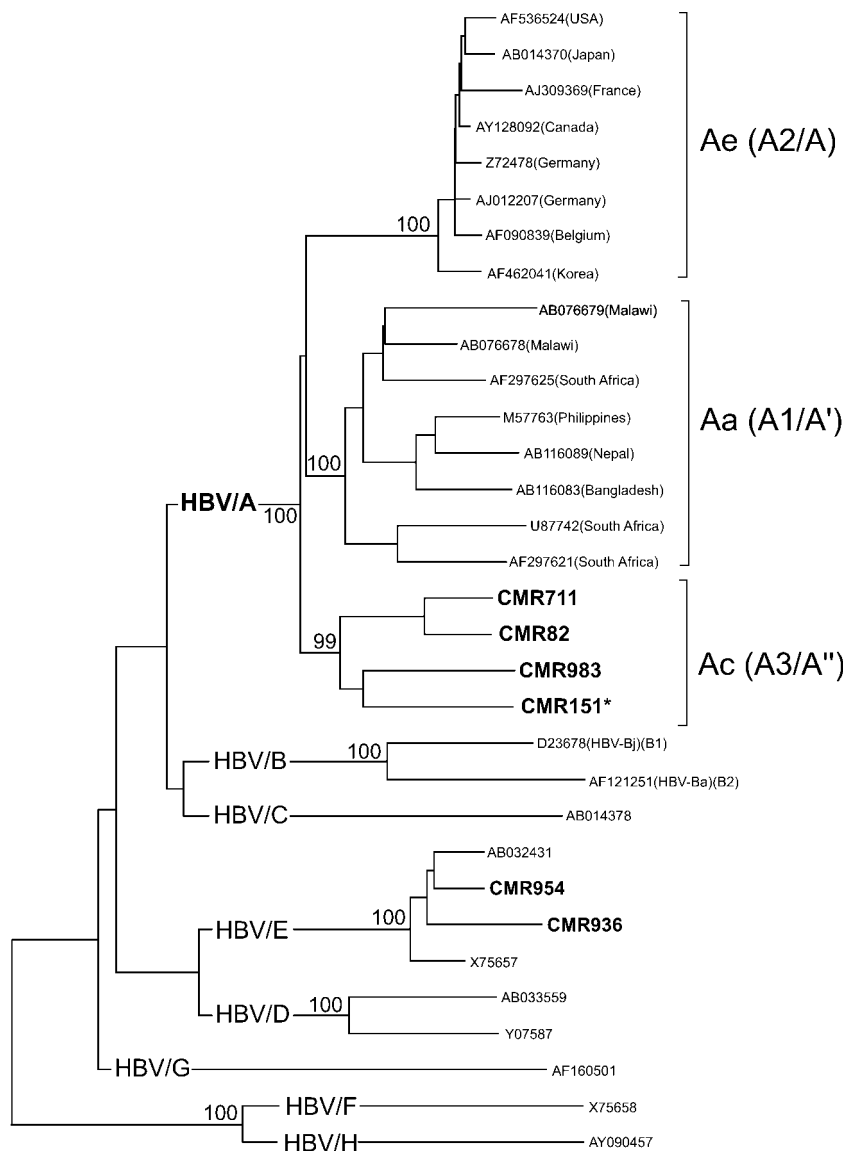 AF536524(USA)
AB014370(Japan)
AJ309369(France)
AY128092(Canada)
Ae (A2/A)
Z72478(Germany)
AJ012207(Germany)
100
AF090839(Belgium)
AF462041(Korea)
AB076679(Malawi)
AB076678(Malawi)
AF297625(South Africa)
M57763(Philippines)
Aa (A1/A')
AB116089(Nepal)
100
AB116083(Bangladesh)
HBV/A
100
U87742(South Africa)
AF297621(South Africa)
CMR711
CMR82
99
CMR983
Ac (A3/A'')
CMR151*
D23678(HBV-Bj)(B1)
100
HBV/B
AF121251(HBV-Ba)(B2)
HBV/C
AB014378
AB032431
CMR954
100
CMR936
HBV/E
X75657
AB033559
100
HBV/D
Y07587
HBV/G
AF160501
100
HBV/F
X75658
HBV/H
AY090457